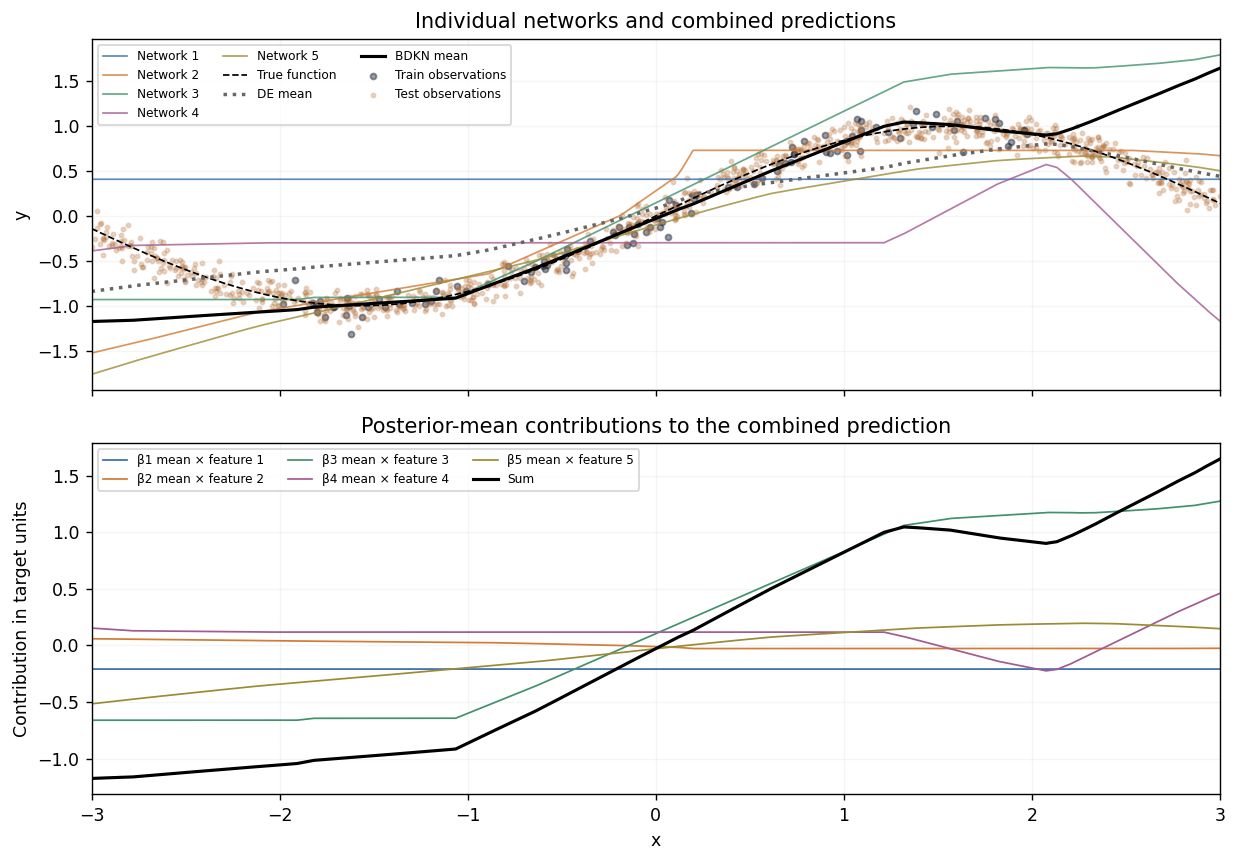 Individual networks and combined predictions
Network 1
Network 2
Network 3
Network 4
Network 5
True function
DE mean
BDKN mean
Train observations
Test observations
1.5
1.0
0.5
0.0
−0.5
−1.0
−1.5
y
Posterior-mean contributions to the combined prediction
β1 mean × feature 1
β2 mean × feature 2
β3 mean × feature 3
β4 mean × feature 4
β5 mean × feature 5
Sum
1.5
1.0
0.5
0.0
−0.5
−1.0
Contribution in target units
−3
−2
−1
0
1
2
3
x